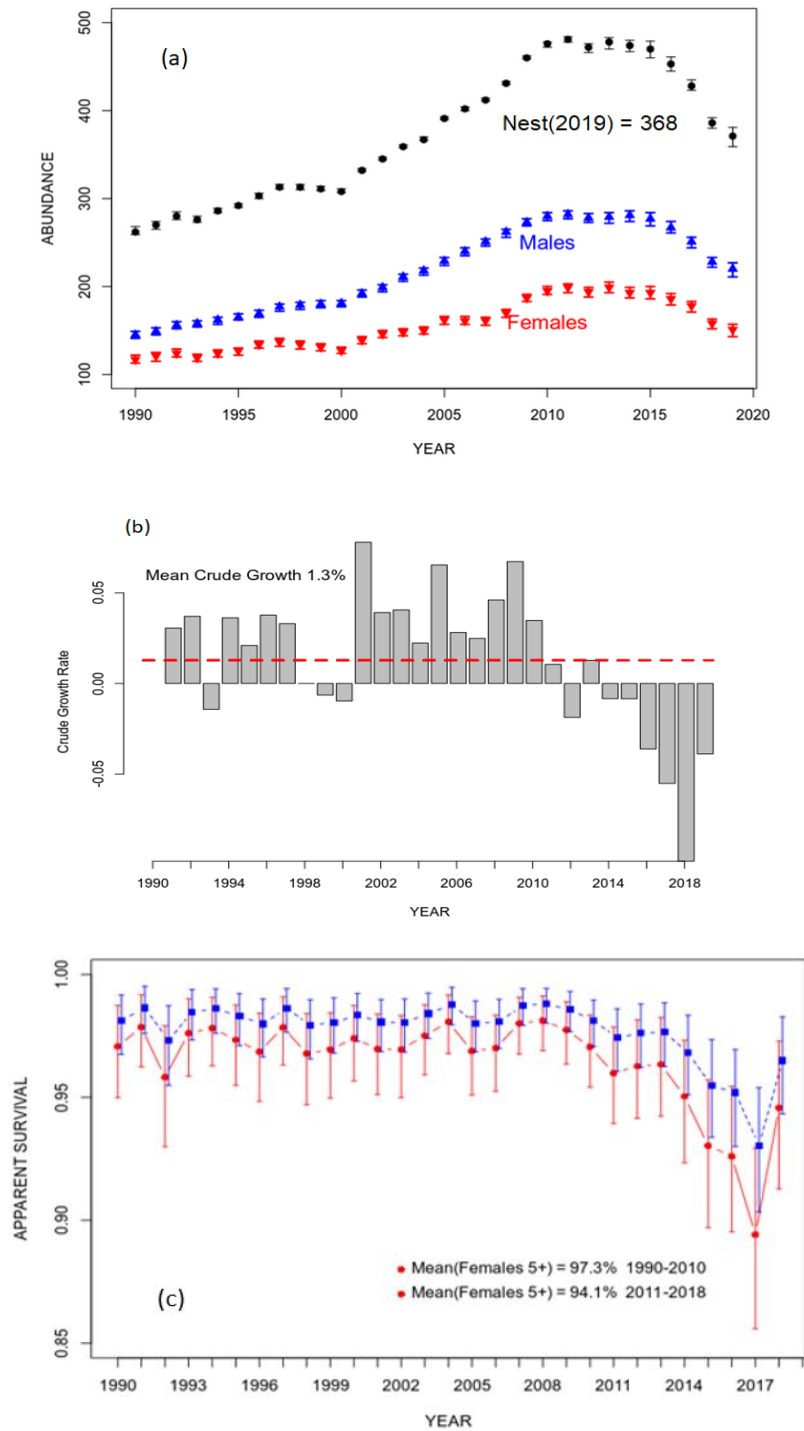 (a)
500
400
300
200
100
ABUNDANCE
Nest(2019) = 368
Males
Females
1990 1995 2000 2005 2010 2015 2020
YEAR
(b)
Mean Crude Growth 1.3%
0.05
0.00
-0.05
Crude Growth Rate
1990 1994 1998 2002 2006 2010 2014 2018
YEAR
1.00
0.95
0.90
0.85
APPARENT SURVIVAL
Mean(Females 5+) = 97.3% 1990-2010
Mean(Females 5+) = 94.1% 2011-2018
(c)
1990 1993 1996 1999 2002 2005 2008 2011 2014 2017
YEAR